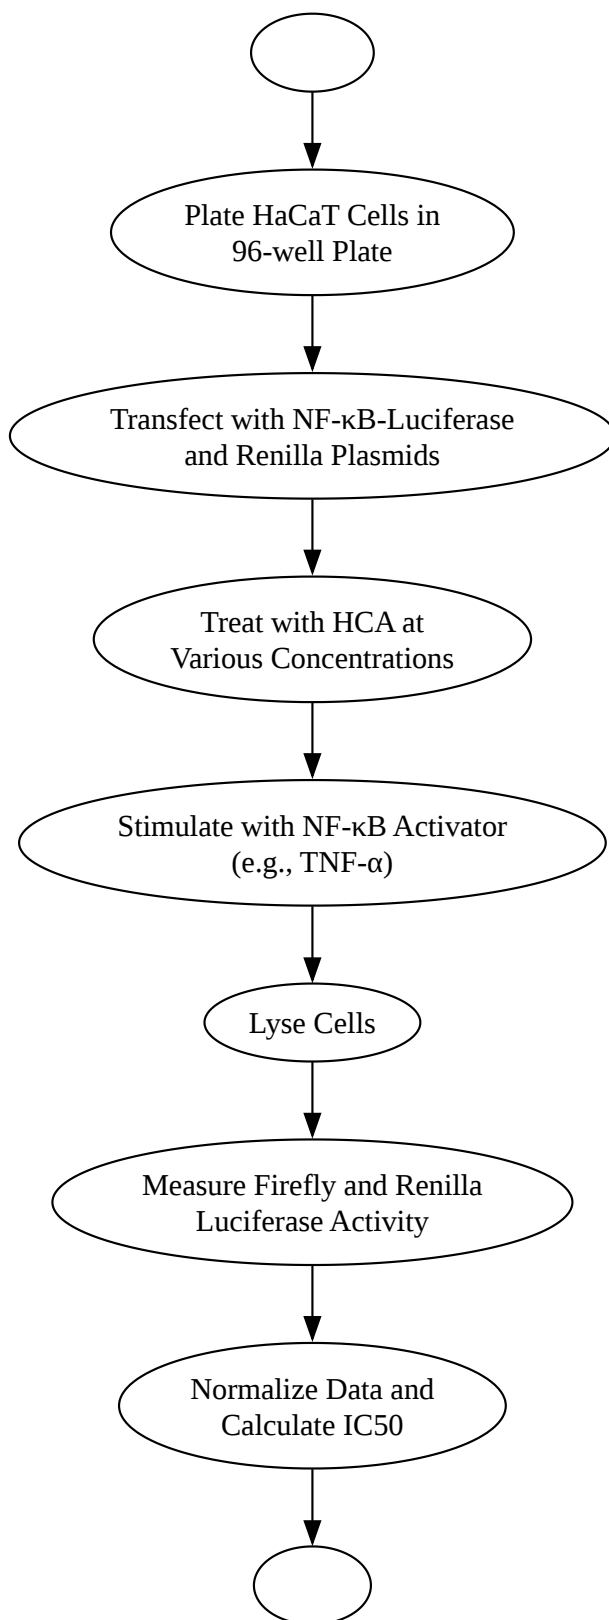 Plate HaCaT Cells in
96-well Plate
Transfect with NF-κB-Luciferase
and Renilla Plasmids
Treat with HCA at
Various Concentrations
Stimulate with NF-κB Activator
(e.g., TNF-α)
Lyse Cells
Measure Firefly and Renilla
Luciferase Activity
Normalize Data and
Calculate IC50